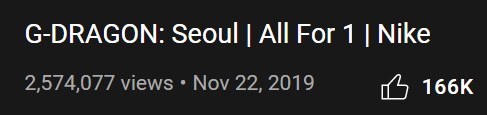 G-DRAGON: Seoul | All For 1 | Nike
2,574,077 views • Nov 22, 2019 166K